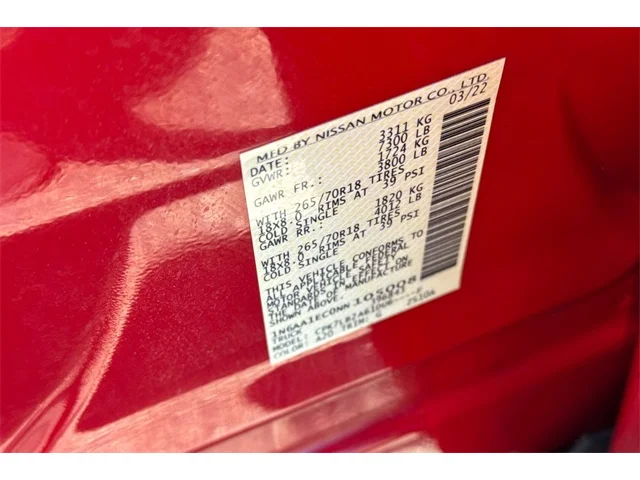 MFD BY NISSAN MOTOR CO., LTD.
DATE: 03/22
GVWR: 3311 KG
7300 LB
GAWR FR.: 1724 KG
3800 LB
WITH 265/70R18 TIRES
18X8.0 RIMS AT 39 PSI
COLD SINGLE
GAWR RR.: 1820 KG
4012 LB
WITH 265/70R18 TIRES
18X8.0 RIMS AT 39 PSI
COLD SINGLE
THIS VEHICLE CONFORMS TO
ALL APPLICABLE FEDERAL
MOTOR VEHICLE SAFETY
STANDARDS IN EFFECT ON
DATE OF MANUFACTURE
1N6AA1EC0NN105008
TRUCK
MODEL:
COLOR: A20 TRIM: G